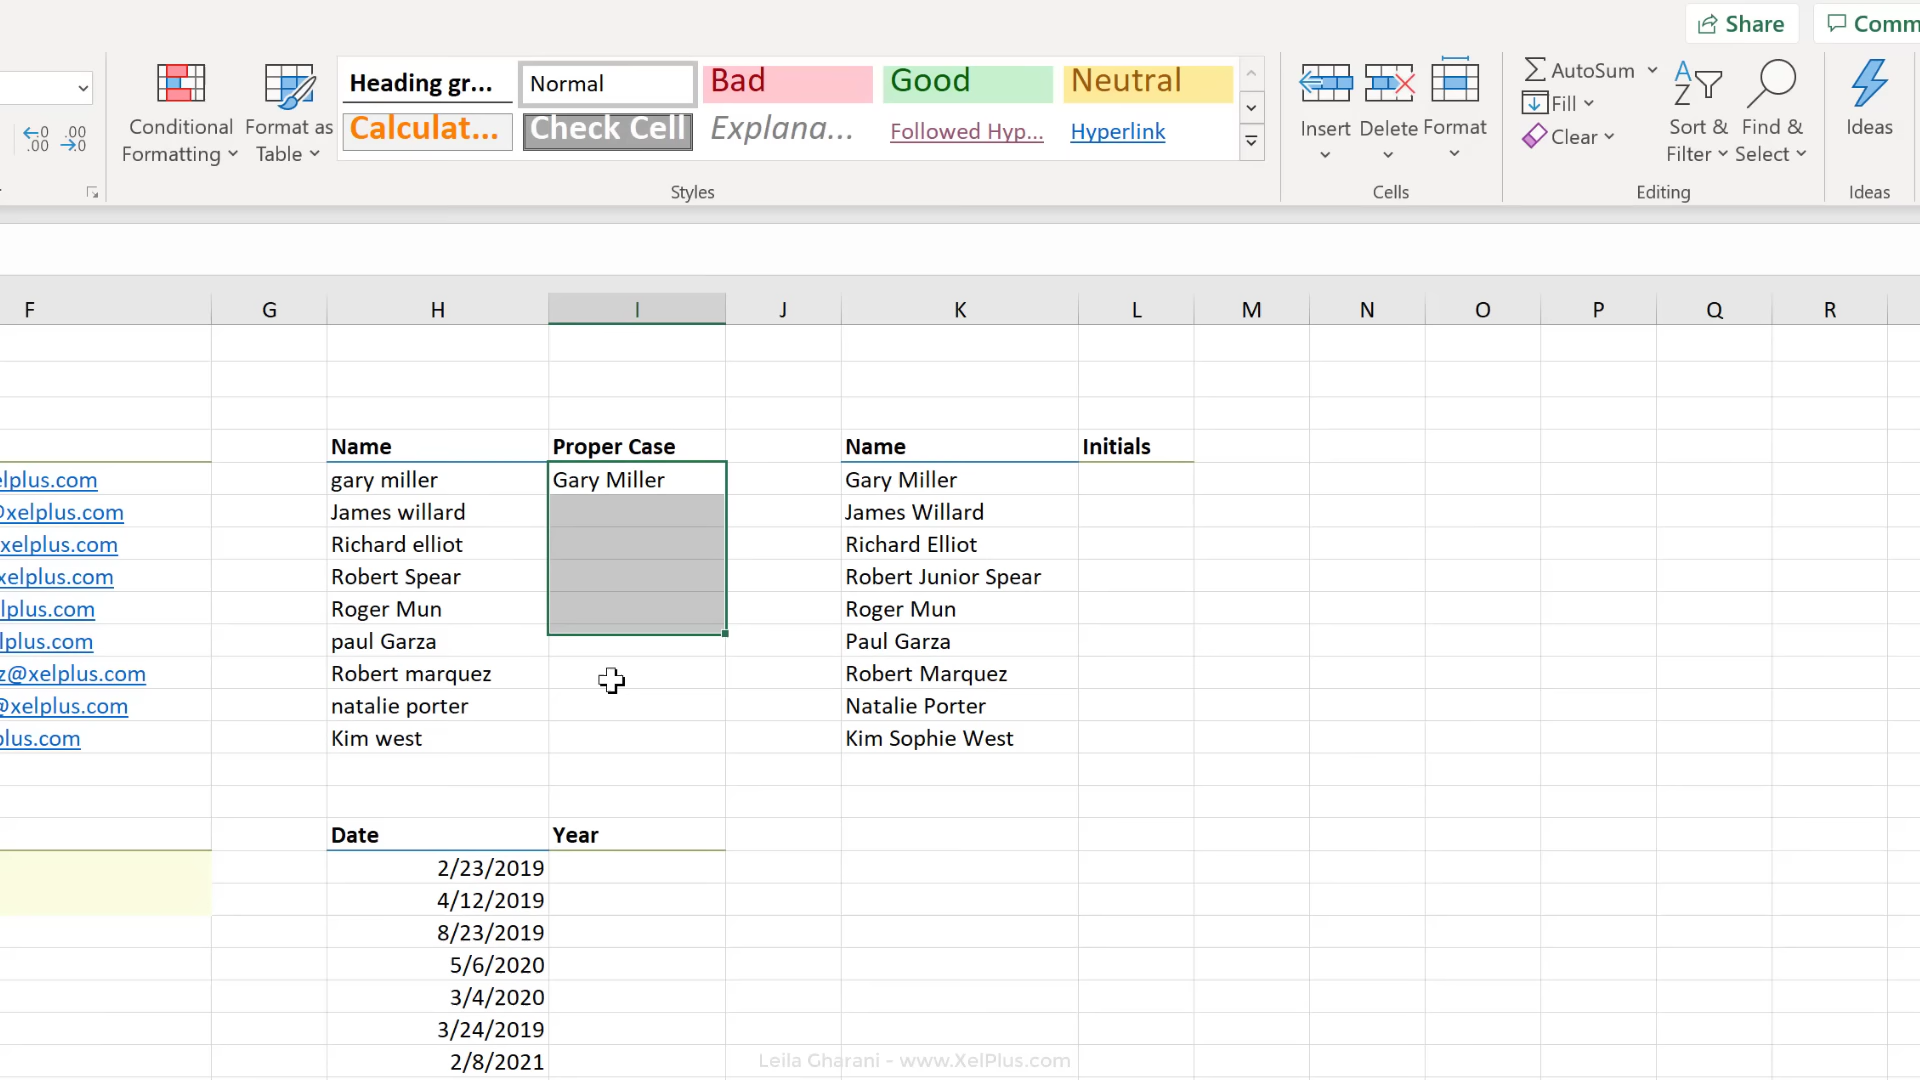 Share
Comm
Conditional Formatting
Format as Table
Heading gr...
Normal
Bad
Good
Neutral
Calculat...
Check Cell
Explana...
Followed Hyp...
Hyperlink
Styles
Insert
Delete
Format
Cells
AutoSum
Fill
Clear
Sort & Filter
Find & Select
Editing
Ideas
Ideas
←0 .00
.00 →0
F G H I J K L M N O P Q R
Name Proper Case Name Initials
elplus.com gary miller Gary Miller Gary Miller
@xelplus.com James willard James Willard
xelplus.com Richard elliot Richard Elliot
xelplus.com Robert Spear Robert Junior Spear
lplus.com Roger Mun Roger Mun
lplus.com paul Garza Paul Garza
z@xelplus.com Robert marquez Robert Marquez
@xelplus.com natalie porter Natalie Porter
plus.com Kim west Kim Sophie West
Date Year
2/23/2019
4/12/2019
8/23/2019
5/6/2020
3/4/2020
3/24/2019
2/8/2021
Leila Gharani - www.XelPlus.com